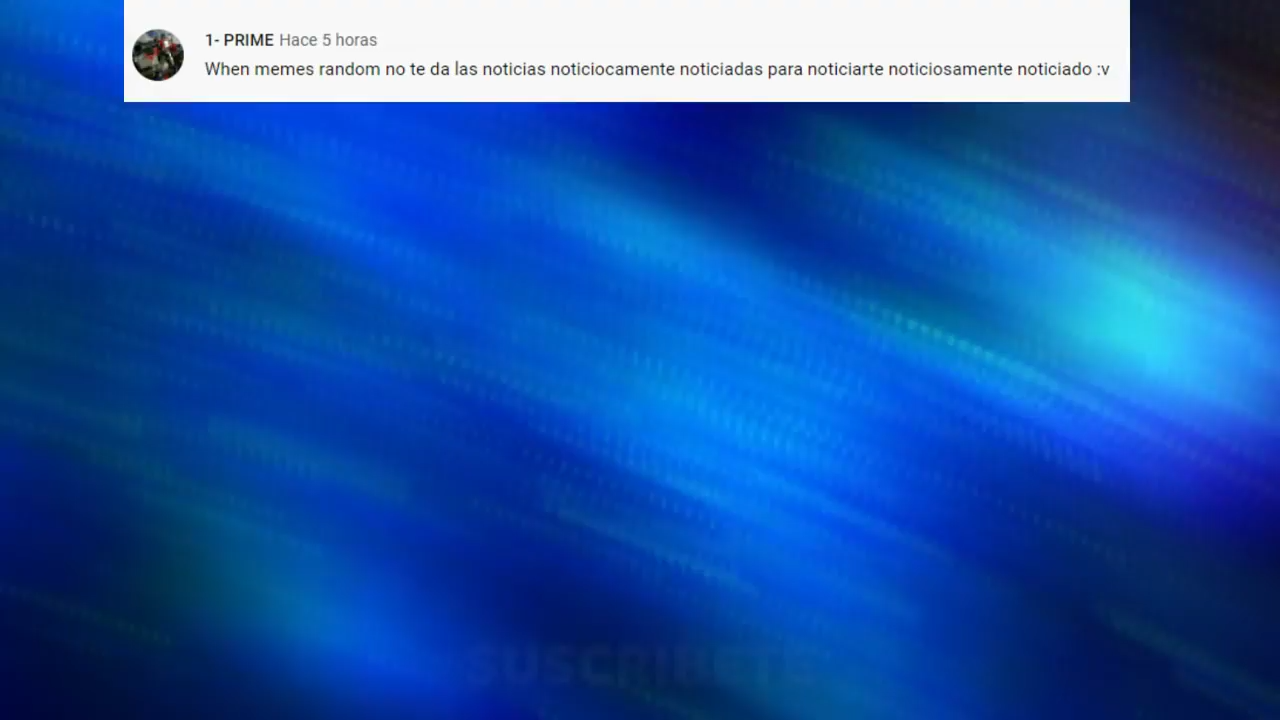 1- PRIME Hace 5 horas
When memes random no te da las noticias noticiocamente noticiadas para noticiarte noticiosamente noticiado :v
SUSCRIBETE